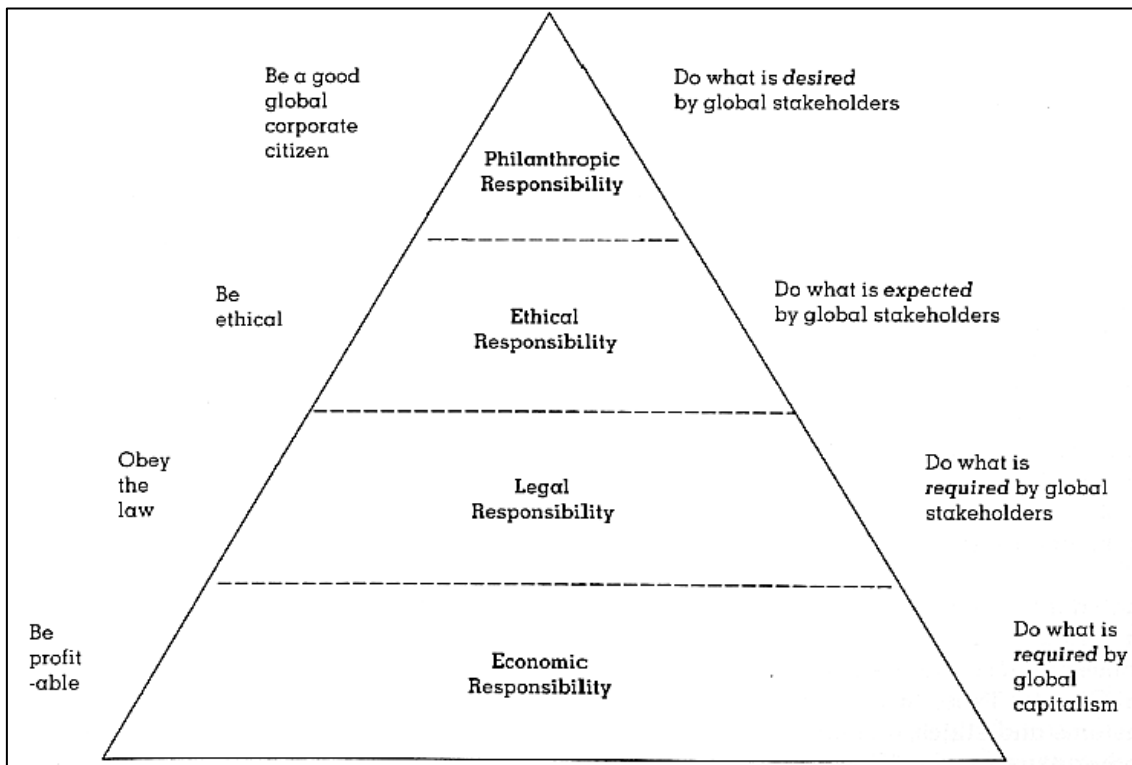 Be a good
global
corporate
citizen
Do what is desired
by global stakeholders
Philanthropic
Responsibility
Be
ethical
Do what is expected
by global stakeholders
Ethical
Responsibility
Obey
the
law
Do what is
required by global
stakeholders
Legal
Responsibility
Be
profit
-able
Do what is
required by
global
capitalism
Economic
Responsibility